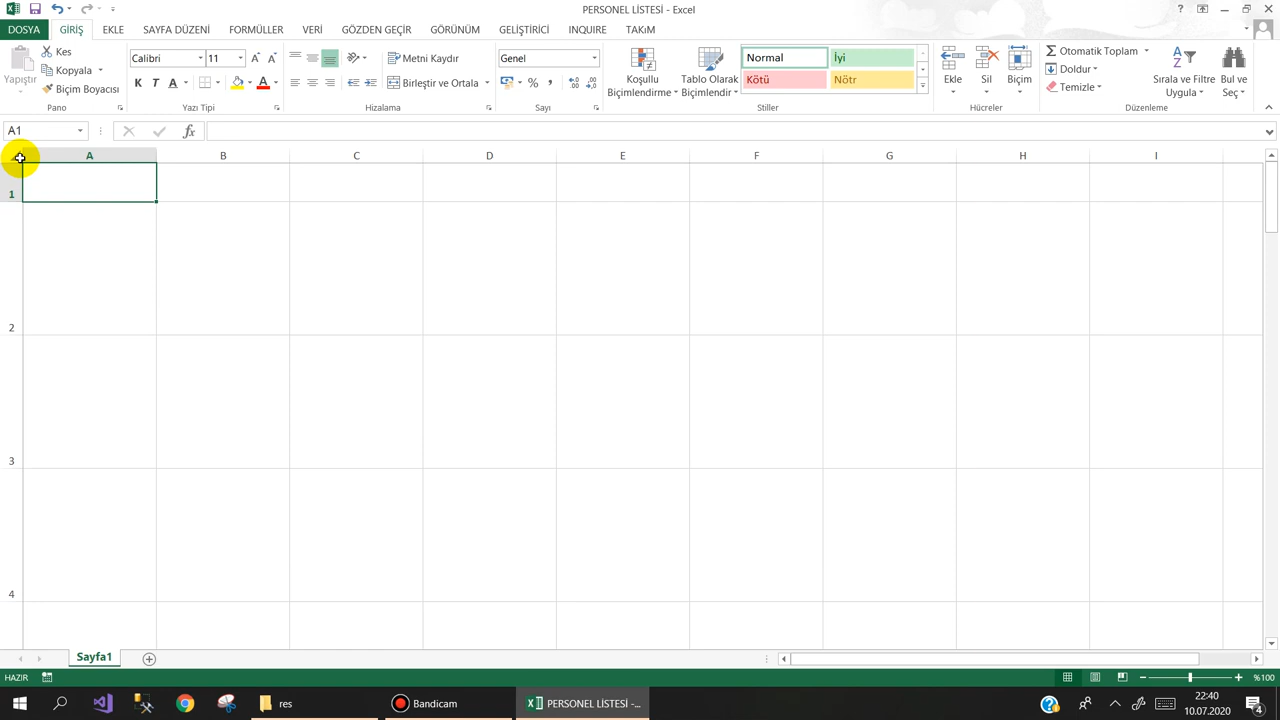 PERSONEL LİSTESİ - Excel
?
DOSYA GİRİŞ EKLE SAYFA DÜZENİ FORMÜLLER VERİ GÖZDEN GEÇİR GÖRÜNÜM GELİŞTİRİCİ INQUIRE TAKıM
Yapıştır
Kes
Kopyala
Biçim Boyacısı
Pano
Calibri 11
K T A
Yazı Tipi
Metni Kaydır
Birleştir ve Ortala
Hizalama
Genel
%
Sayı
Koşullu Biçimlendirme
Tablo Olarak Biçimlendir
Normal İyi
Kötü Nötr
Stiller
Ekle Sil Biçim
Hücreler
Otomatik Toplam
Doldur
Temizle
Sırala ve Filtre Uygula
Bul ve Seç
Düzenleme
A1 fx
A B C D E F G H I
1
2
3
4
Sayfa1
HAZIR %100
res Bandicam PERSONEL LİSTESİ -...
22:40
10.07.2020
4